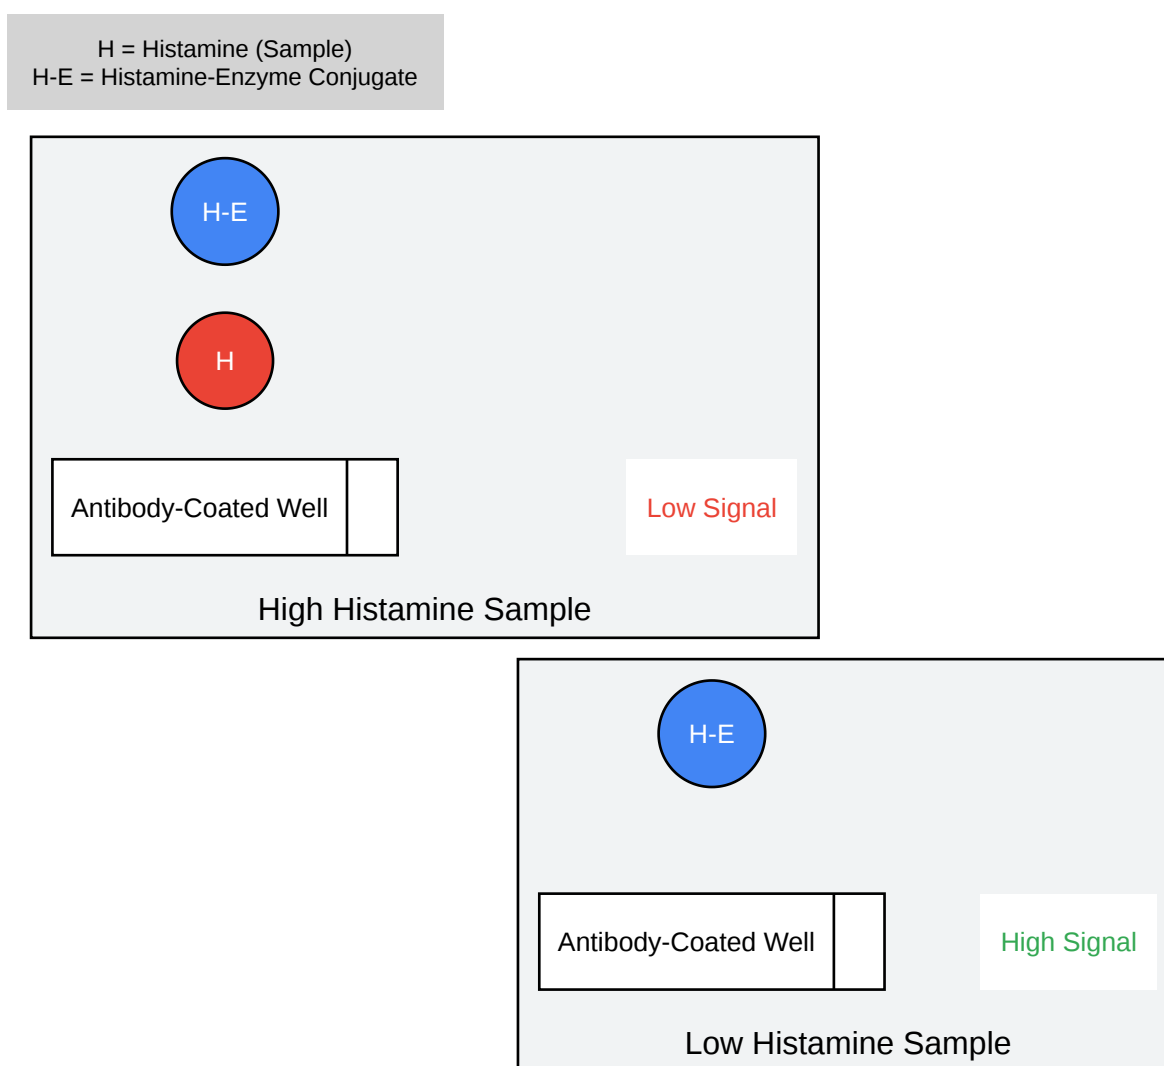 H = Histamine (Sample)
H-E = Histamine-Enzyme Conjugate
H-E
H
Antibody-Coated Well
Low Signal
High Histamine Sample
H-E
Antibody-Coated Well
High Signal
Low Histamine Sample